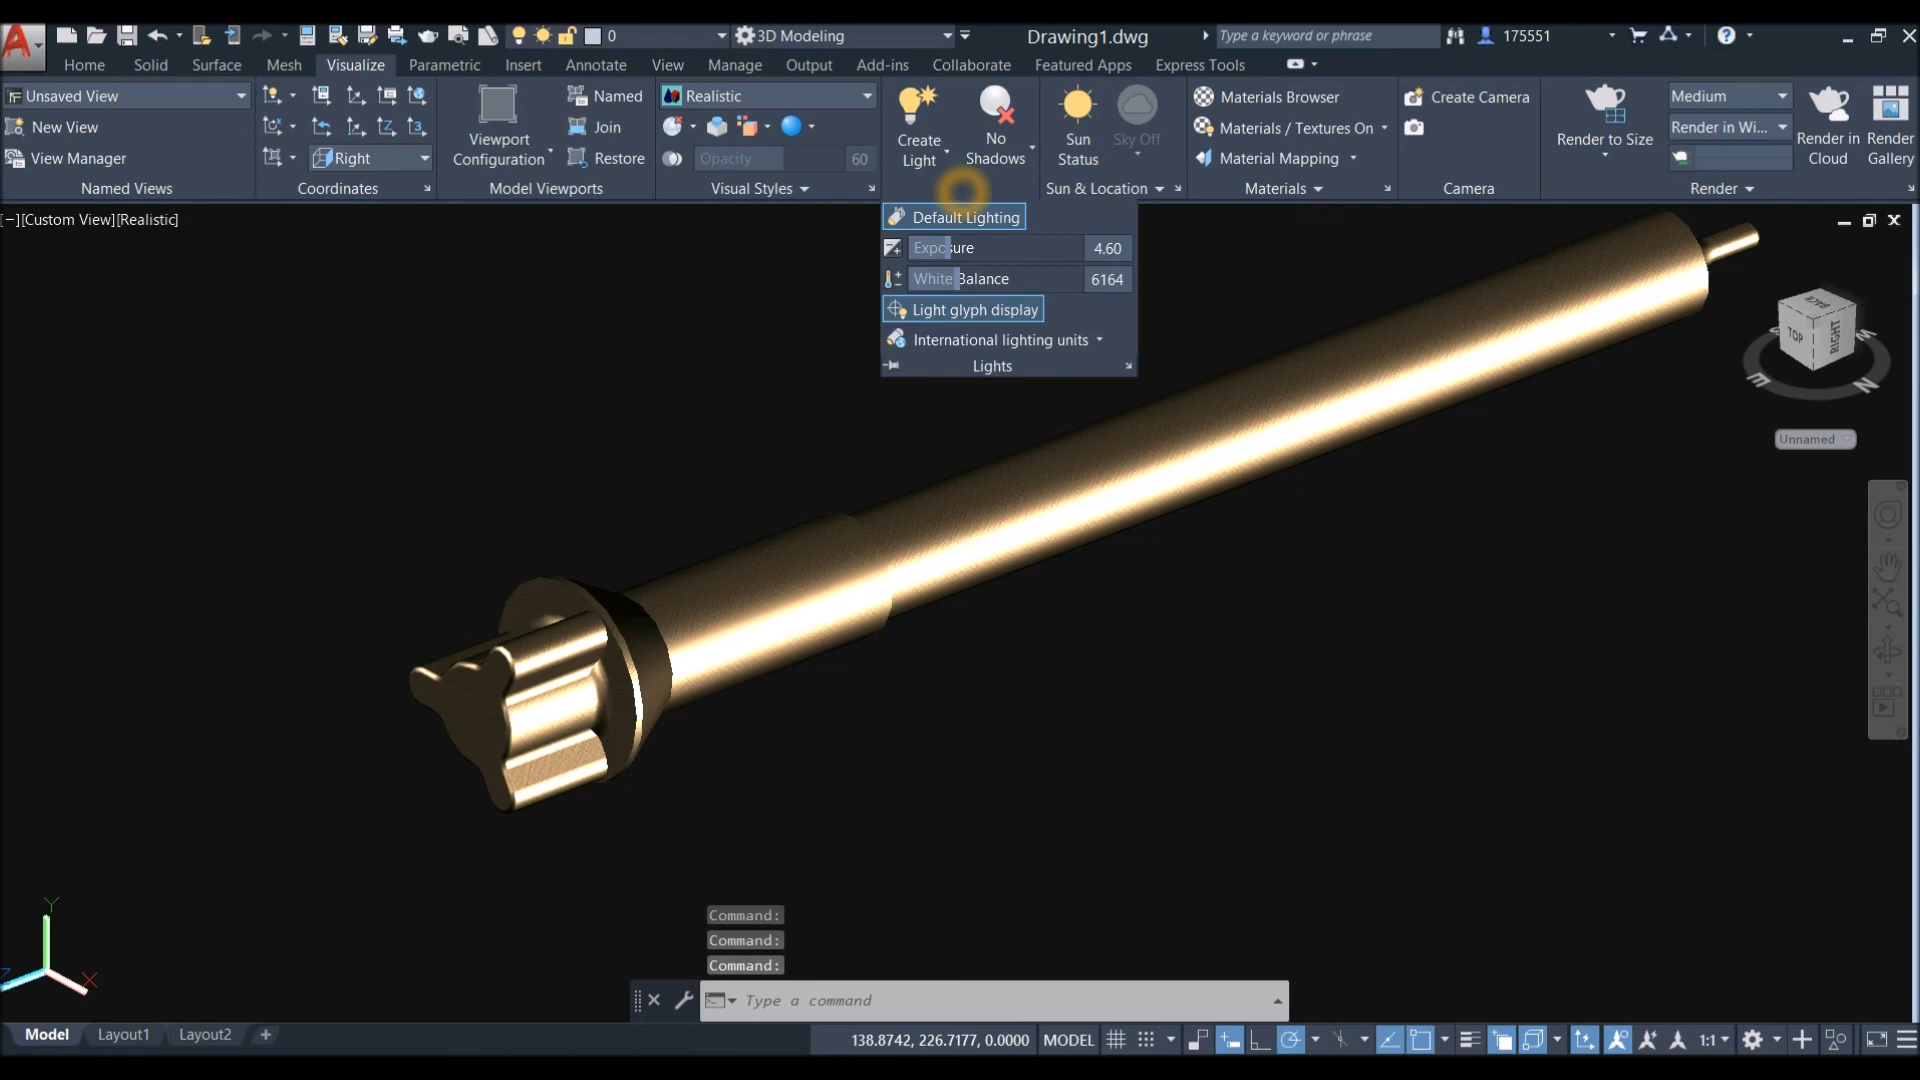 0
3D Modeling
Drawing1.dwg
Type a keyword or phrase
175551
Home
Solid
Surface
Mesh
Visualize
Parametric
Insert
Annotate
View
Manage
Output
Add-ins
Collaborate
Featured Apps
Express Tools
Unsaved View
New View
View Manager
Named Views
Right
Coordinates
Viewport
Configuration
Named
Join
Restore
Model Viewports
Realistic
Opacity
60
Visual Styles
Create
Light
No
Shadows
Sun
Status
Sky Off
Sun & Location
Materials Browser
Materials / Textures On
Material Mapping
Materials
Create Camera
Camera
Render to Size
Medium
Render in Wi...
Render in
Cloud
Render
Gallery
Render
[−][Custom View][Realistic]
Default Lighting
Exposure
4.60
White Balance
6164
Light glyph display
International lighting units
Lights
BACK
TOP
RIGHT
E
N
Unnamed
Y
X
Z
Command:
Command:
Command:
Type a command
Model
Layout1
Layout2
138.8742, 226.7177, 0.0000
MODEL
1:1